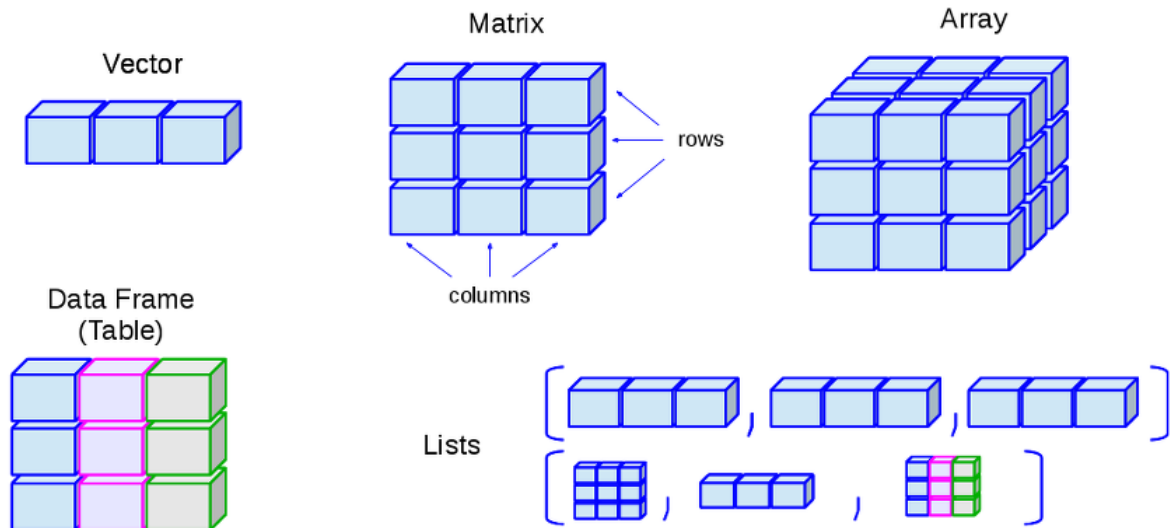 Vector
Matrix
Array
rows
columns
Data Frame
(Table)
Lists